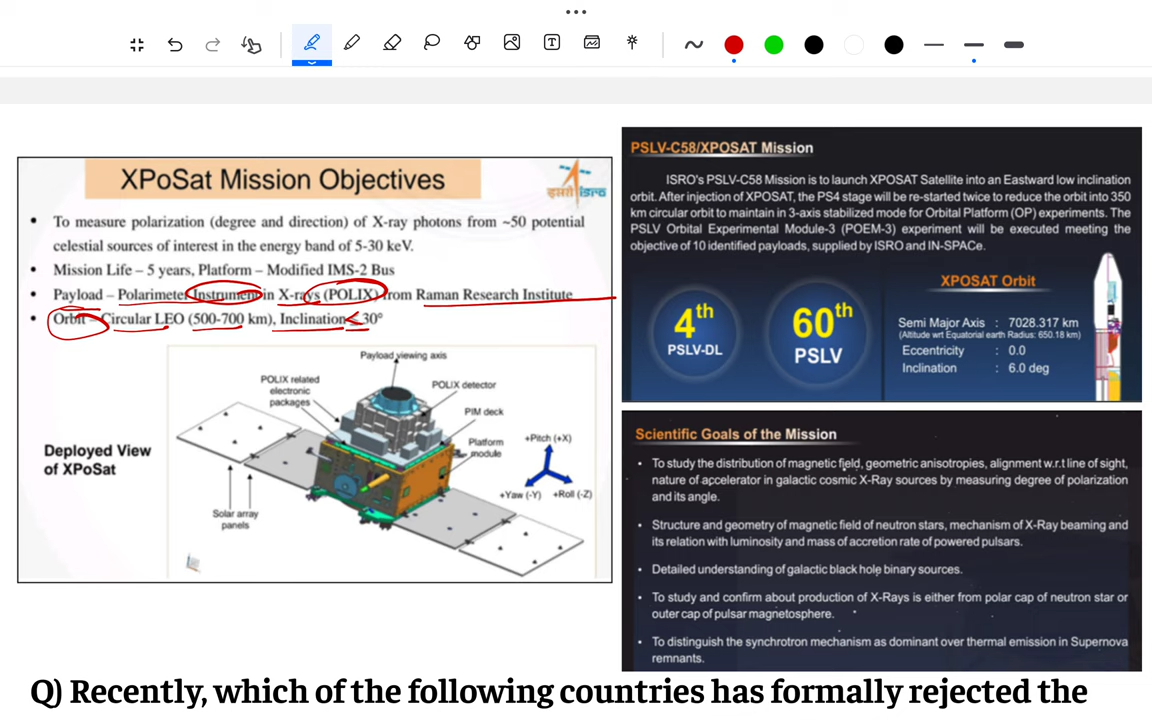 XPoSat Mission Objectives
इसरो isro
• To measure polarization (degree and direction) of X-ray photons from ~50 potential
celestial sources of interest in the energy band of 5-30 keV.
• Mission Life – 5 years, Platform – Modified IMS-2 Bus
• Payload – Polarimeter Instrument in X-rays (POLIX) from Raman Research Institute
• Orbit – Circular LEO (500-700 km), Inclination ≤ 30°
Payload viewing axis
POLIX related
electronic
packages
POLIX detector
PIM deck
Platform
module
+Pitch (+X)
+Yaw (-Y)
+Roll (-Z)
Deployed View
of XPoSat
Solar array
panels
PSLV-C58/XPOSAT Mission
ISRO's PSLV-C58 Mission is to launch XPOSAT Satellite into an Eastward low inclination
orbit. After injection of XPOSAT, the PS4 stage will be re-started twice to reduce the orbit into 350
km circular orbit to maintain in 3-axis stabilized mode for Orbital Platform (OP) experiments. The
PSLV Orbital Experimental Module-3 (POEM-3) experiment will be executed meeting the
objective of 10 identified payloads, supplied by ISRO and IN-SPACe.
4th
PSLV-DL
60th
PSLV
XPOSAT Orbit
Semi Major Axis : 7028.317 km
(Altitude wrt Equatorial earth Radius: 650.18 km)
Eccentricity : 0.0
Inclination : 6.0 deg
Scientific Goals of the Mission
• To study the distribution of magnetic field, geometric anisotropies, alignment w.r.t line of sight,
nature of accelerator in galactic cosmic X-Ray sources by measuring degree of polarization
and its angle.
• Structure and geometry of magnetic field of neutron stars, mechanism of X-Ray beaming and
its relation with luminosity and mass of accretion rate of powered pulsars.
• Detailed understanding of galactic black hole binary sources.
• To study and confirm about production of X-Rays is either from polar cap of neutron star or
outer cap of pulsar magnetosphere.
• To distinguish the synchrotron mechanism as dominant over thermal emission in Supernova
remnants.
Q) Recently, which of the following countries has formally rejected the